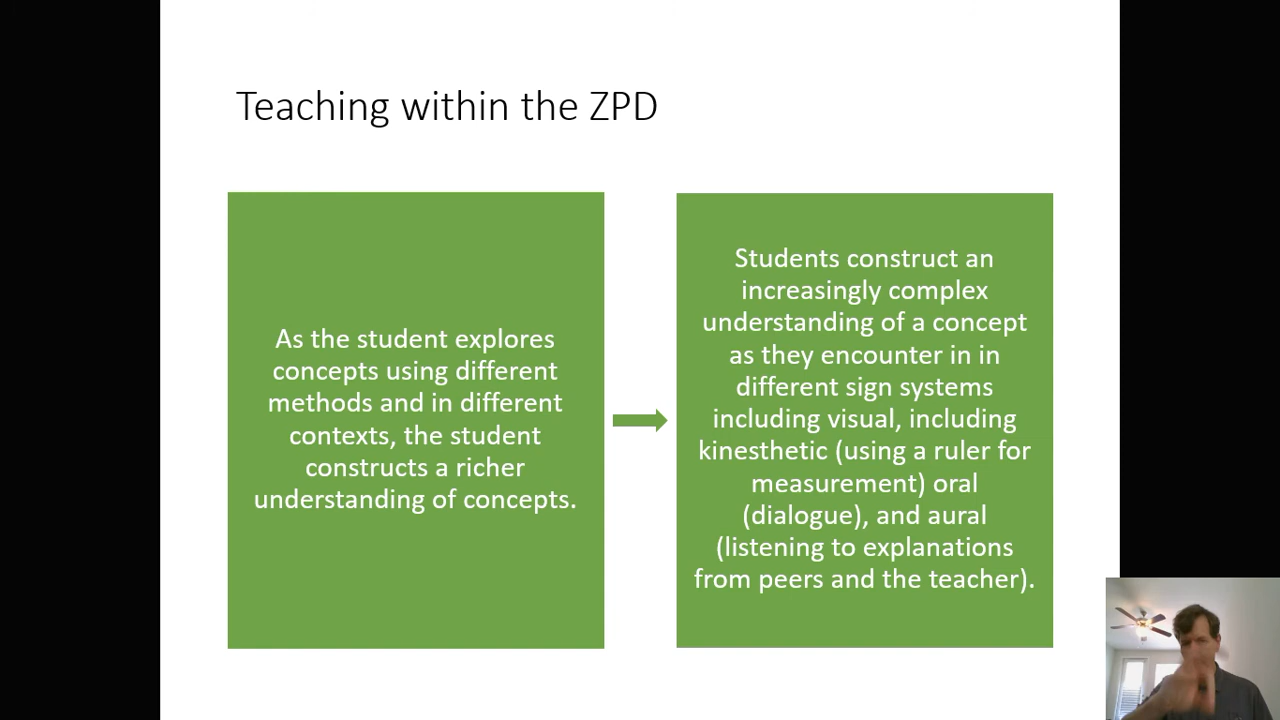 Teaching within the ZPD
As the student explores
concepts using different
methods and in different
contexts, the student
constructs a richer
understanding of concepts.
Students construct an
increasingly complex
understanding of a concept
as they encounter in in
different sign systems
including visual, including
kinesthetic (using a ruler for
measurement) oral
(dialogue), and aural
(listening to explanations
from peers and the teacher).